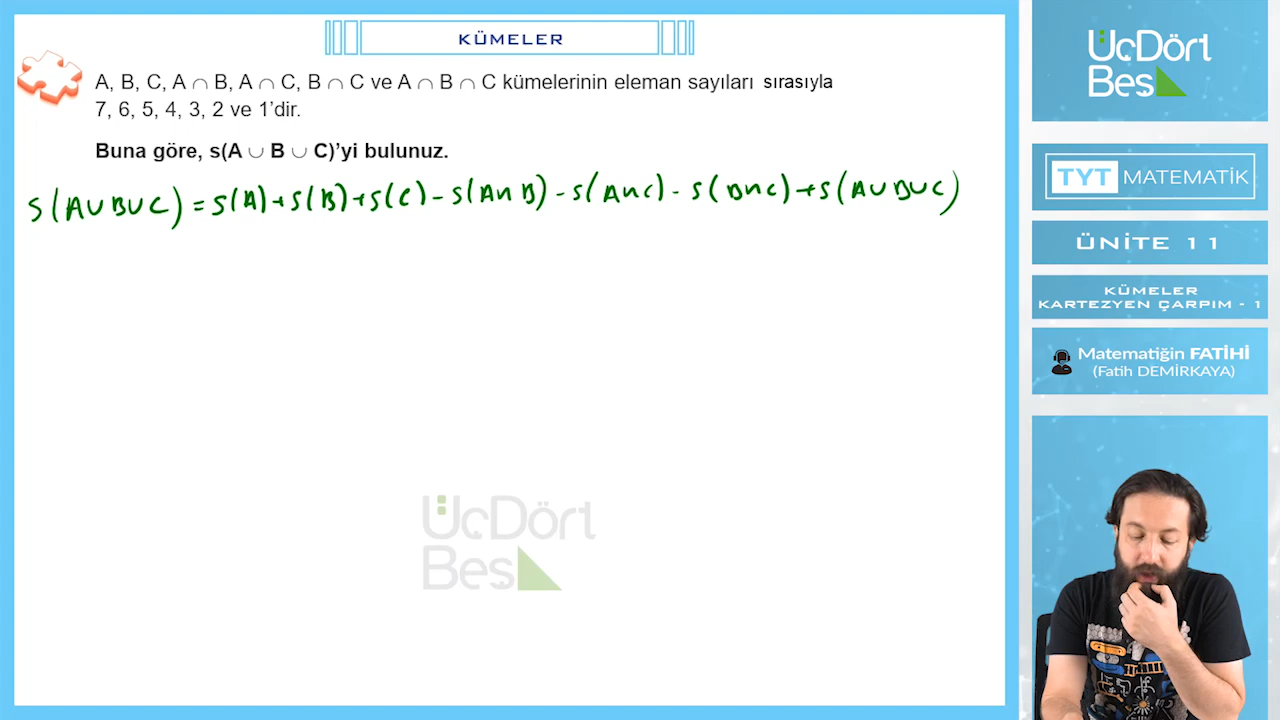 KÜMELER
A, B, C, A ∩ B, A ∩ C, B ∩ C ve A ∩ B ∩ C kümelerinin eleman sayıları sırasıyla
7, 6, 5, 4, 3, 2 ve 1'dir.
Buna göre, s(A ∪ B ∪ C)'yi bulunuz.
S(A∪B∪C) = S(A)+S(B)+S(C) - S(A∩B) - S(A∩C) - S(B∩C) + S(A∪B∪C)
ÜçDört
Beş
ÜçDört
Beş
TYT MATEMATİK
ÜNİTE 11
KÜMELER
KARTEZYEN ÇARPIM - 1
Matematiğin FATİHİ
(Fatih DEMİRKAYA)